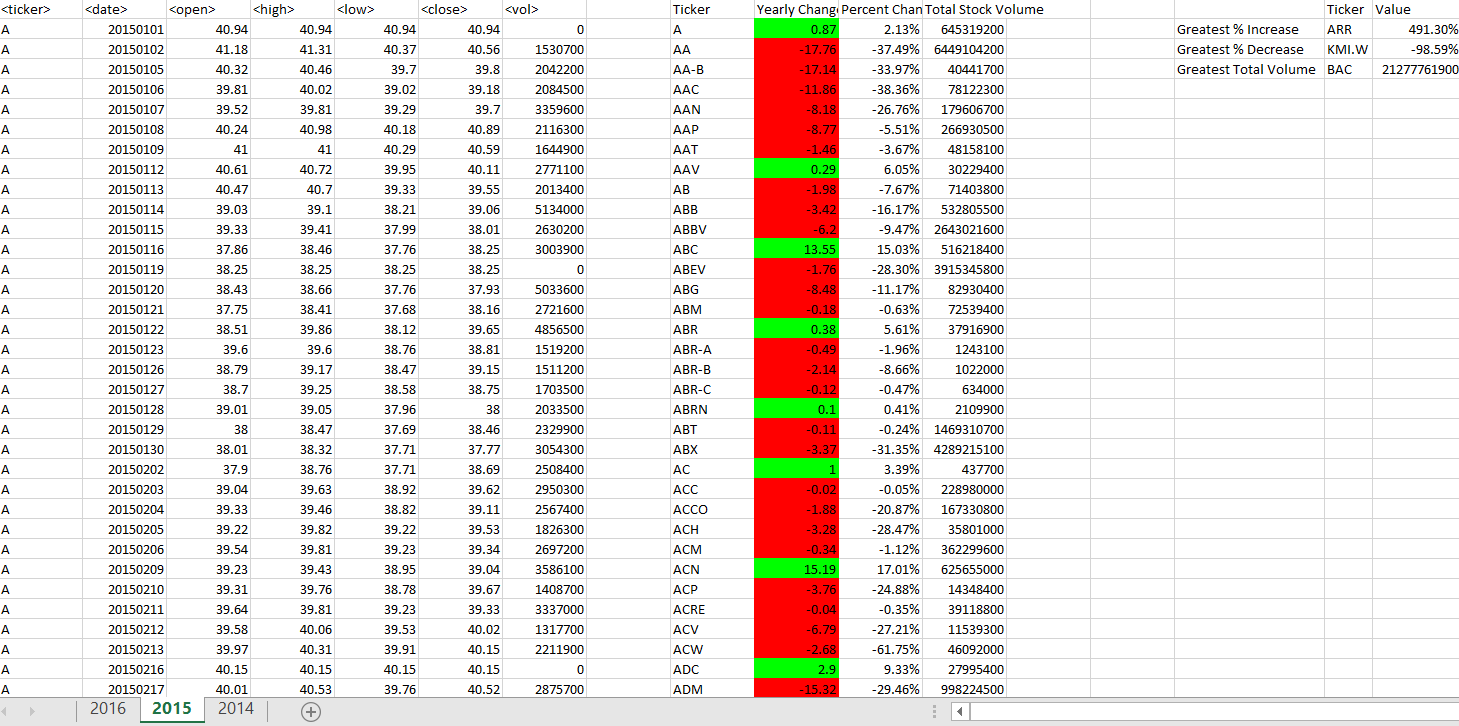 <ticker> <date> <open> <high> <low> <close> <vol> Ticker Yearly Chang Percent Chan Total Stock Volume Ticker Value
A 20150101 40.94 40.94 40.94 40.94 0 A 0.87 2.13% 645319200 Greatest % Increase ARR 491.30%
A 20150102 41.18 41.31 40.37 40.56 1530700 AA -17.76 -37.49% 6449104200 Greatest % Decrease KMI.W -98.59%
A 20150105 40.32 40.46 39.7 39.8 2042200 AA-B -17.14 -33.97% 40441700 Greatest Total Volume BAC 21277761900
A 20150106 39.81 40.02 39.02 39.18 2084500 AAC -11.86 -38.36% 78122300
A 20150107 39.52 39.81 39.29 39.7 3359600 AAN -8.18 -26.76% 179606700
A 20150108 40.24 40.98 40.18 40.89 2116300 AAP -8.77 -5.51% 266930500
A 20150109 41 41 40.29 40.59 1644900 AAT -1.46 -3.67% 48158100
A 20150112 40.61 40.72 39.95 40.11 2771100 AAV 0.29 6.05% 30229400
A 20150113 40.47 40.7 39.33 39.55 2013400 AB -1.98 -7.67% 71403800
A 20150114 39.03 39.1 38.21 39.06 5134000 ABB -3.42 -16.17% 532805500
A 20150115 39.33 39.41 37.99 38.01 2630200 ABBV -6.2 -9.47% 2643021600
A 20150116 37.86 38.46 37.76 38.25 3003900 ABC 13.55 15.03% 516218400
A 20150119 38.25 38.25 38.25 38.25 0 ABEV -1.76 -28.30% 3915345800
A 20150120 38.43 38.66 37.76 37.93 5033600 ABG -8.48 -11.17% 82930400
A 20150121 37.75 38.41 37.68 38.16 2721600 ABM -0.18 -0.63% 72539400
A 20150122 38.51 39.86 38.12 39.65 4856500 ABR 0.38 5.61% 37916900
A 20150123 39.6 39.6 38.76 38.81 1519200 ABR-A -0.49 -1.96% 1243100
A 20150126 38.79 39.17 38.47 39.15 1511200 ABR-B -2.14 -8.66% 1022000
A 20150127 38.7 39.25 38.58 38.75 1703500 ABR-C -0.12 -0.47% 634000
A 20150128 39.01 39.05 37.96 38 2033500 ABRN 0.1 0.41% 2109900
A 20150129 38 38.47 37.69 38.46 2329900 ABT -0.11 -0.24% 1469310700
A 20150130 38.01 38.32 37.71 37.77 3054300 ABX -3.37 -31.35% 4289215100
A 20150202 37.9 38.76 37.71 38.69 2508400 AC 1 3.39% 437700
A 20150203 39.04 39.63 38.92 39.62 2950300 ACC -0.02 -0.05% 228980000
A 20150204 39.33 39.46 38.82 39.11 2567400 ACCO -1.88 -20.87% 167330800
A 20150205 39.22 39.82 39.22 39.53 1826300 ACH -3.28 -28.47% 35801000
A 20150206 39.54 39.81 39.23 39.34 2697200 ACM -0.34 -1.12% 362299600
A 20150209 39.23 39.43 38.95 39.04 3586100 ACN 15.19 17.01% 625655000
A 20150210 39.31 39.76 38.78 39.67 1408700 ACP -3.76 -24.88% 14348400
A 20150211 39.64 39.81 39.23 39.33 3337000 ACRE -0.04 -0.35% 39118800
A 20150212 39.58 40.06 39.53 40.02 1317700 ACV -6.79 -27.21% 11539300
A 20150213 39.97 40.31 39.91 40.15 2211900 ACW -2.68 -61.75% 46092000
A 20150216 40.15 40.15 40.15 40.15 0 ADC 2.9 9.33% 27995400
A 20150217 40.01 40.53 39.76 40.52 2875700 ADM -15.32 -29.46% 998224500
2016 2015 2014